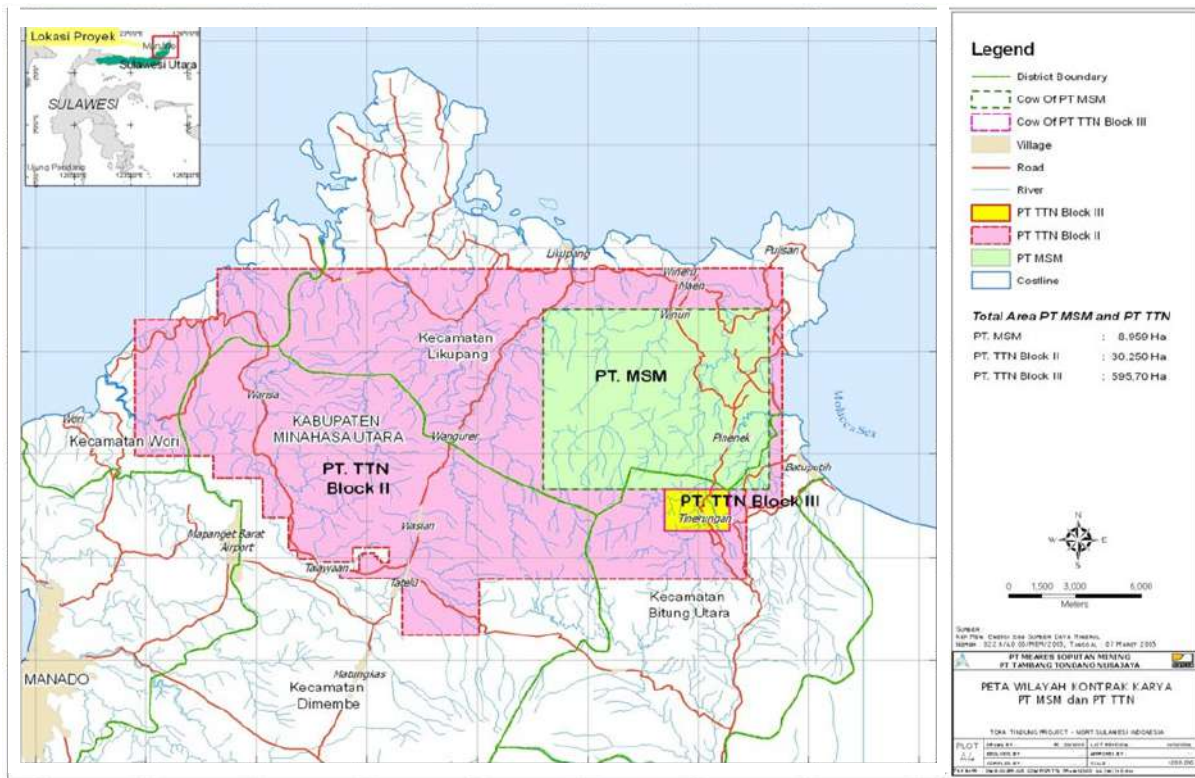 Lokasi Proyek
Manado
Sulawesi Utara
SULAWESI
Ujung Pandang
Likupang
Pulisan
Wineru
Maen
Winuri
Kecamatan
Likupang
PT. MSM
Warisa
KABUPATEN
MINAHASA UTARA
Wangurer
Wori
Kecamatan Wori
PT. TTN
Block II
Pinenek
Molucca Sea
Batuputih
PT. TTN Block III
Tinerungan
Wasian
Mapanget Barat
'Airport'
Talawaan
Tatelu
Kecamatan
Bitung Utara
MANADO
Matungkas
Kecamatan
Dimembe
Legend
District Boundary
Cow Of PT MSM
Cow Of PT TTN Block III
Village
Road
River
PT TTN Block III
PT TTN Block II
PT MSM
Costline
Total Area PT MSM and PT TTN
PT. MSM : 8.959 Ha
PT. TTN Block II : 30.250 Ha
PT. TTN Block III : 595,70 Ha
N
W E
S
0 1,500 3,000 6,000
Meters
SUMBER
PT MEARES SOPUTAN MINING
PT TAMBANG TONDANO NUSAJAYA
PETA WILAYAH KONTRAK KARYA
PT MSM dan PT TTN
TOKA TINDUNG PROJECT - NORT SULAWESI INDONESIA
PLOT
A4